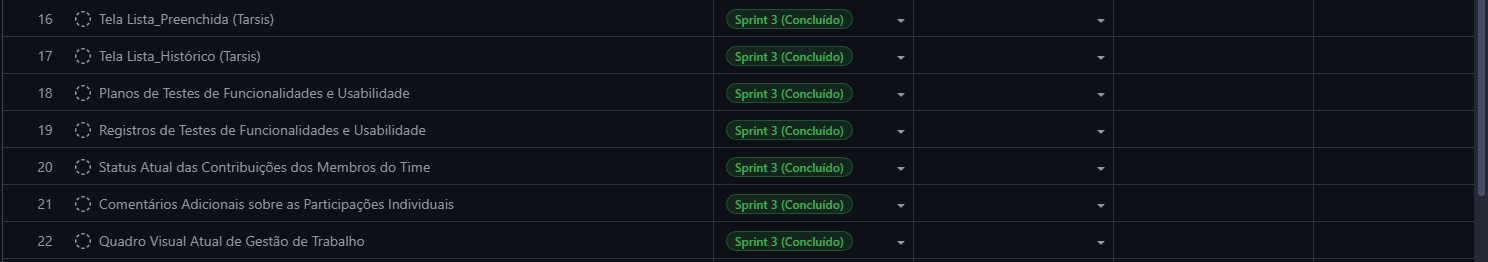 16 Tela Lista_Preenchida (Tarsis) Sprint 3 (Concluído)
17 Tela Lista_Histórico (Tarsis) Sprint 3 (Concluído)
18 Planos de Testes de Funcionalidades e Usabilidade Sprint 3 (Concluído)
19 Registros de Testes de Funcionalidades e Usabilidade Sprint 3 (Concluído)
20 Status Atual das Contribuições dos Membros do Time Sprint 3 (Concluído)
21 Comentários Adicionais sobre as Participações Individuais Sprint 3 (Concluído)
22 Quadro Visual Atual de Gestão de Trabalho Sprint 3 (Concluído)